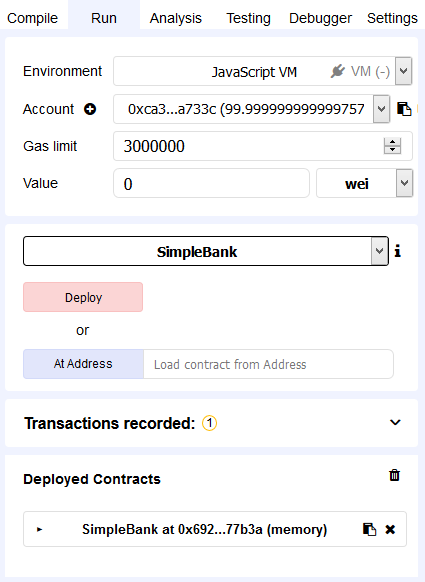 Compile Run Analysis Testing Debugger Settings
Environment JavaScript VM VM (-)
Account 0xca3...a733c (99.999999999999757
Gas limit 3000000
Value 0 wei
SimpleBank
Deploy
or
At Address Load contract from Address
Transactions recorded: 1
Deployed Contracts
SimpleBank at 0x692...77b3a (memory)